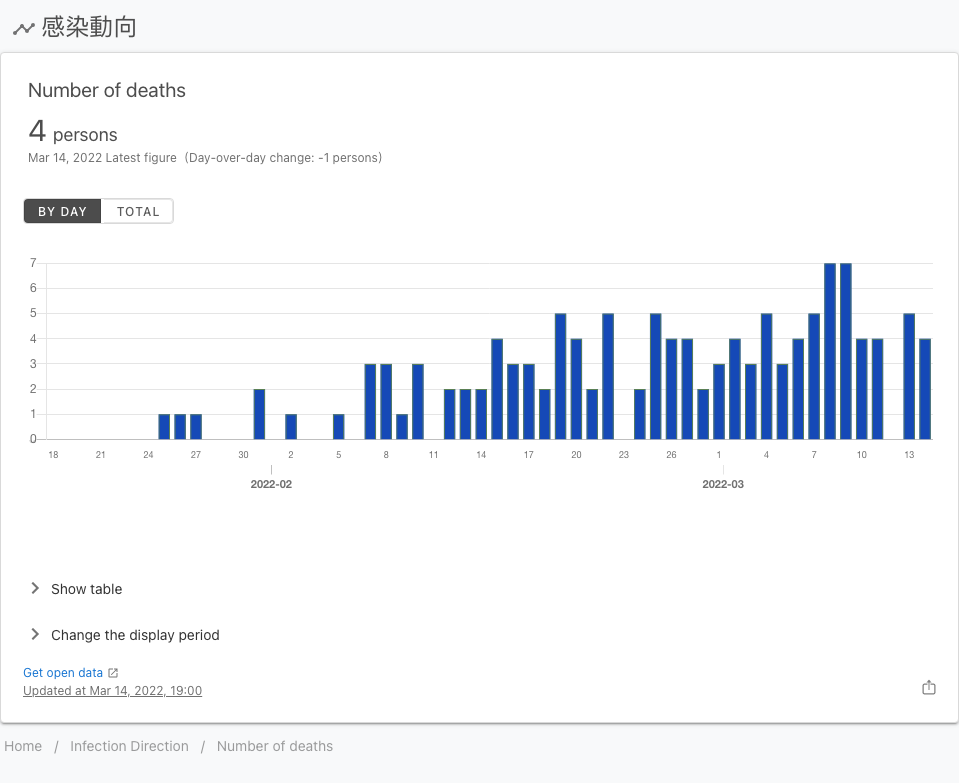 感染動向
Number of deaths
4 persons
Mar 14, 2022 Latest figure (Day-over-day change: -1 persons)
BY DAY TOTAL
7
6
5
4
3
2
1
0
18 21 24 27 30 2 5 8 11 14 17 20 23 26 1 4 7 10 13
2022-02 2022-03
Show table
Change the display period
Get open data
Updated at Mar 14, 2022, 19:00
Home / Infection Direction / Number of deaths